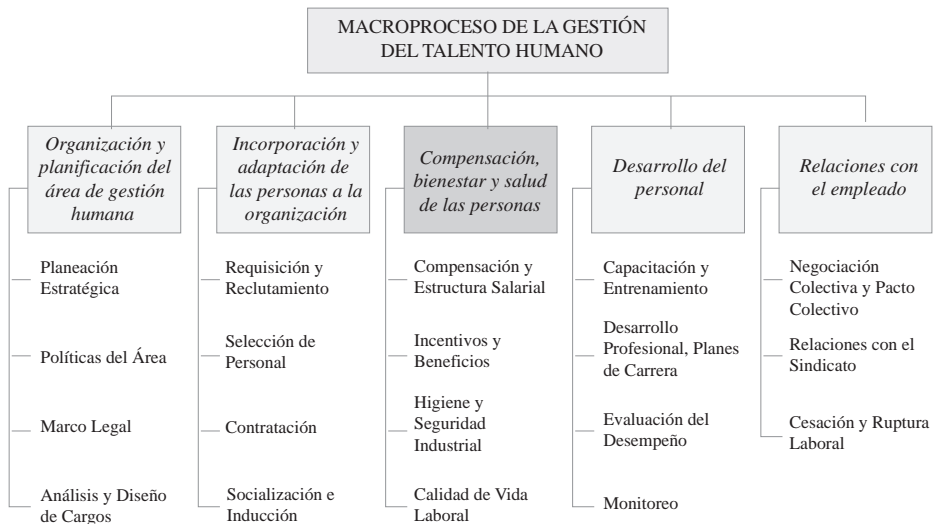 MACROPROCESO DE LA GESTIÓN
DEL TALENTO HUMANO
Organización y
planificación del
área de gestión
humana
Planeación
Estratégica
Políticas del Área
Marco Legal
Análisis y Diseño
de Cargos
Incorporación y
adaptación de
las personas a la
organización
Requisición y
Reclutamiento
Selección de
Personal
Contratación
Socialización e
Inducción
Compensación,
bienestar y salud
de las personas
Compensación y
Estructura Salarial
Incentivos y
Beneficios
Higiene y
Seguridad
Industrial
Calidad de Vida
Laboral
Desarrollo del
personal
Capacitación y
Entrenamiento
Desarrollo
Profesional, Planes
de Carrera
Evaluación del
Desempeño
Monitoreo
Relaciones con
el empleado
Negociación
Colectiva y Pacto
Colectivo
Relaciones con el
Sindicato
Cesación y Ruptura
Laboral